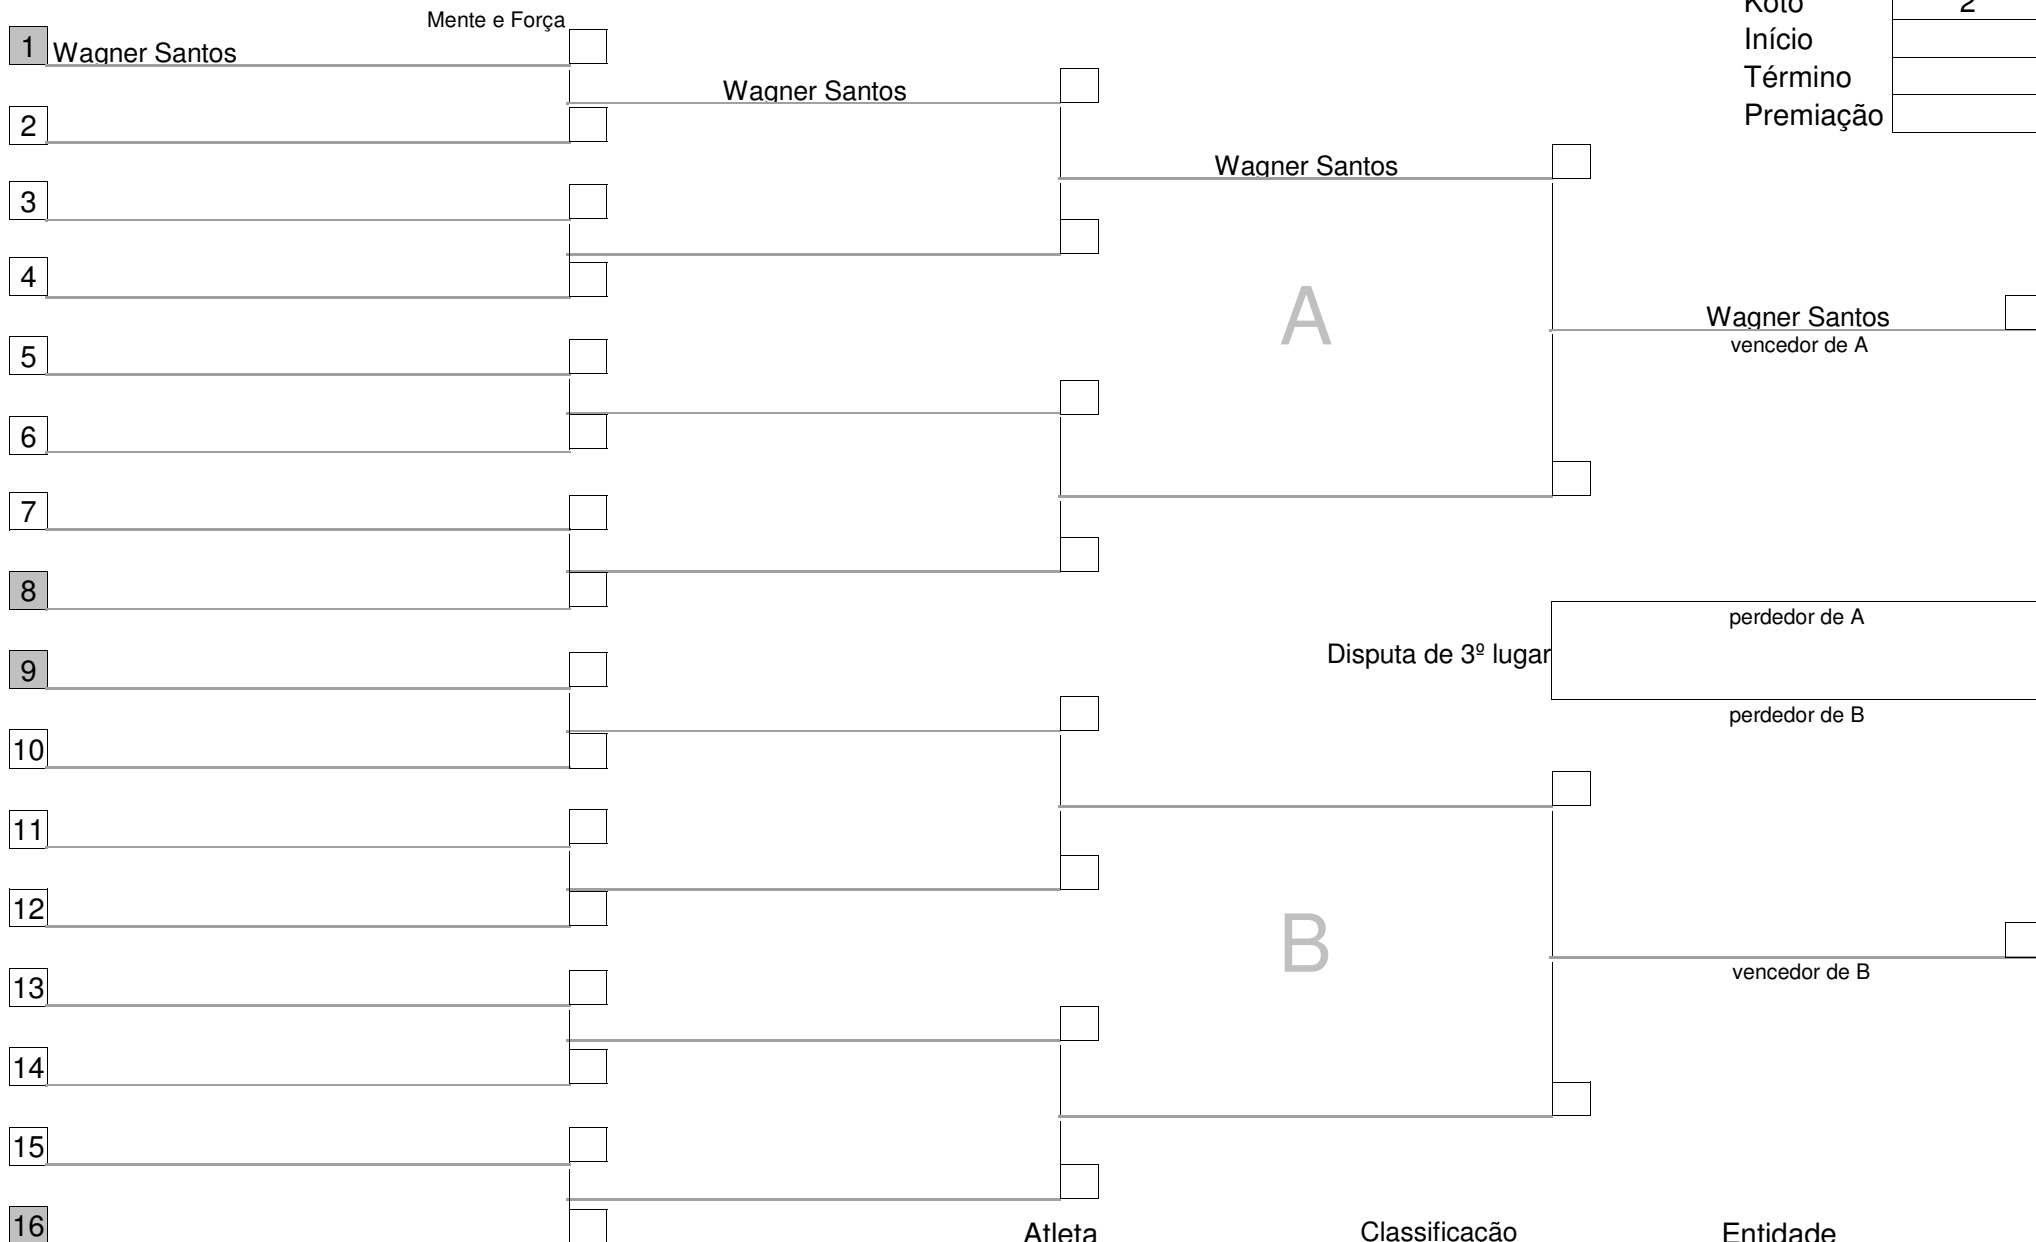 Mente e Força
Koto 2
1 Wagner Santos
Início
Wagner Santos
Término
Premiação
2
Wagner Santos
3
4
A
Wagner Santos
vencedor de A
5
6
7
8
perdedor de A
Disputa de 3º lugar
9
perdedor de B
10
11
12
B
vencedor de B
13
14
15
16
Atleta Classificação Entidade